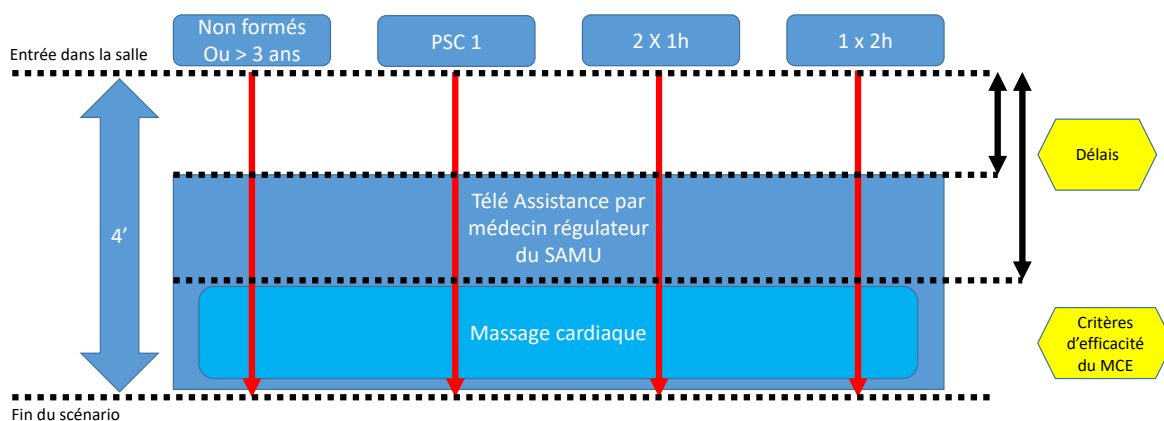 Non formés
Ou > 3 ans
PSC 1
2 X 1h
1 x 2h
Entrée dans la salle
Délais
Télé Assistance par
médecin régulateur
du SAMU
4'
Massage cardiaque
Critères
d'efficacité
du MCE
Fin du scénario